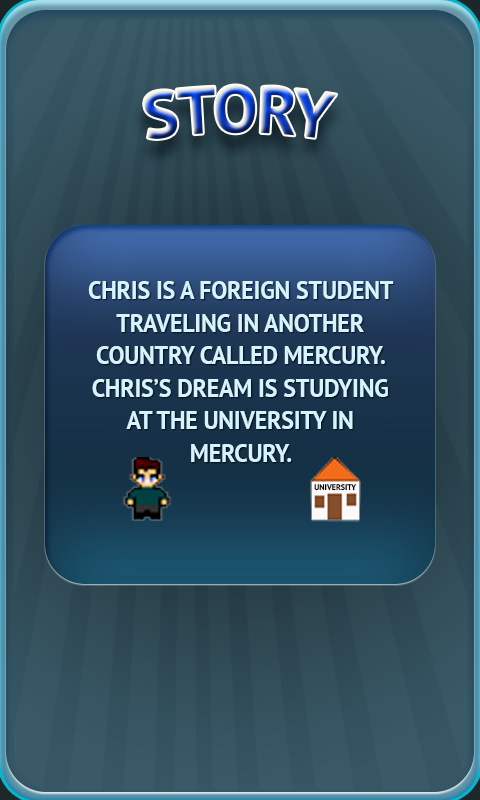 STORY
CHRIS IS A FOREIGN STUDENT
TRAVELING IN ANOTHER
COUNTRY CALLED MERCURY.
CHRIS'S DREAM IS STUDYING
AT THE UNIVERSITY IN
MERCURY.
UNIVERSITY